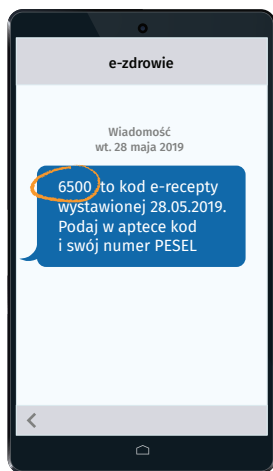 e-zdrowie
Wiadomość
wt. 28 maja 2019
6500 to kod e-recepty
wystawionej 28.05.2019.
Podaj w aptece kod
i swój numer PESEL